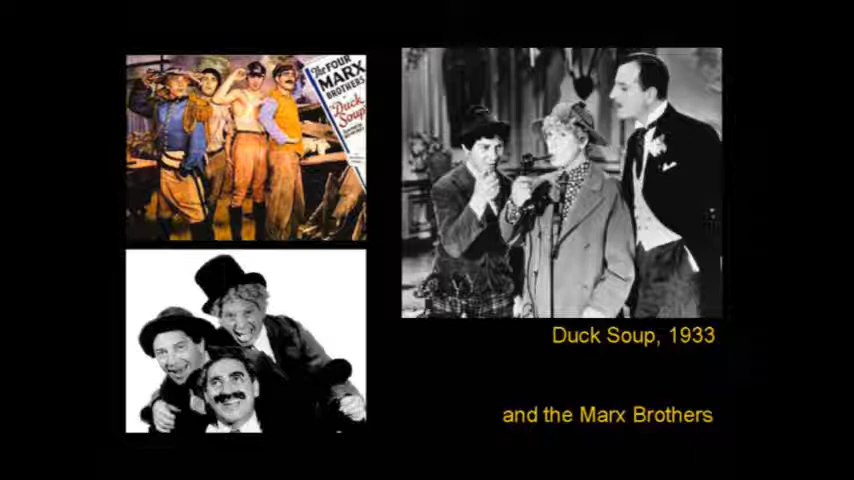 The FOUR
MARX
BROTHERS
Duck
Soup
Duck Soup, 1933
and the Marx Brothers